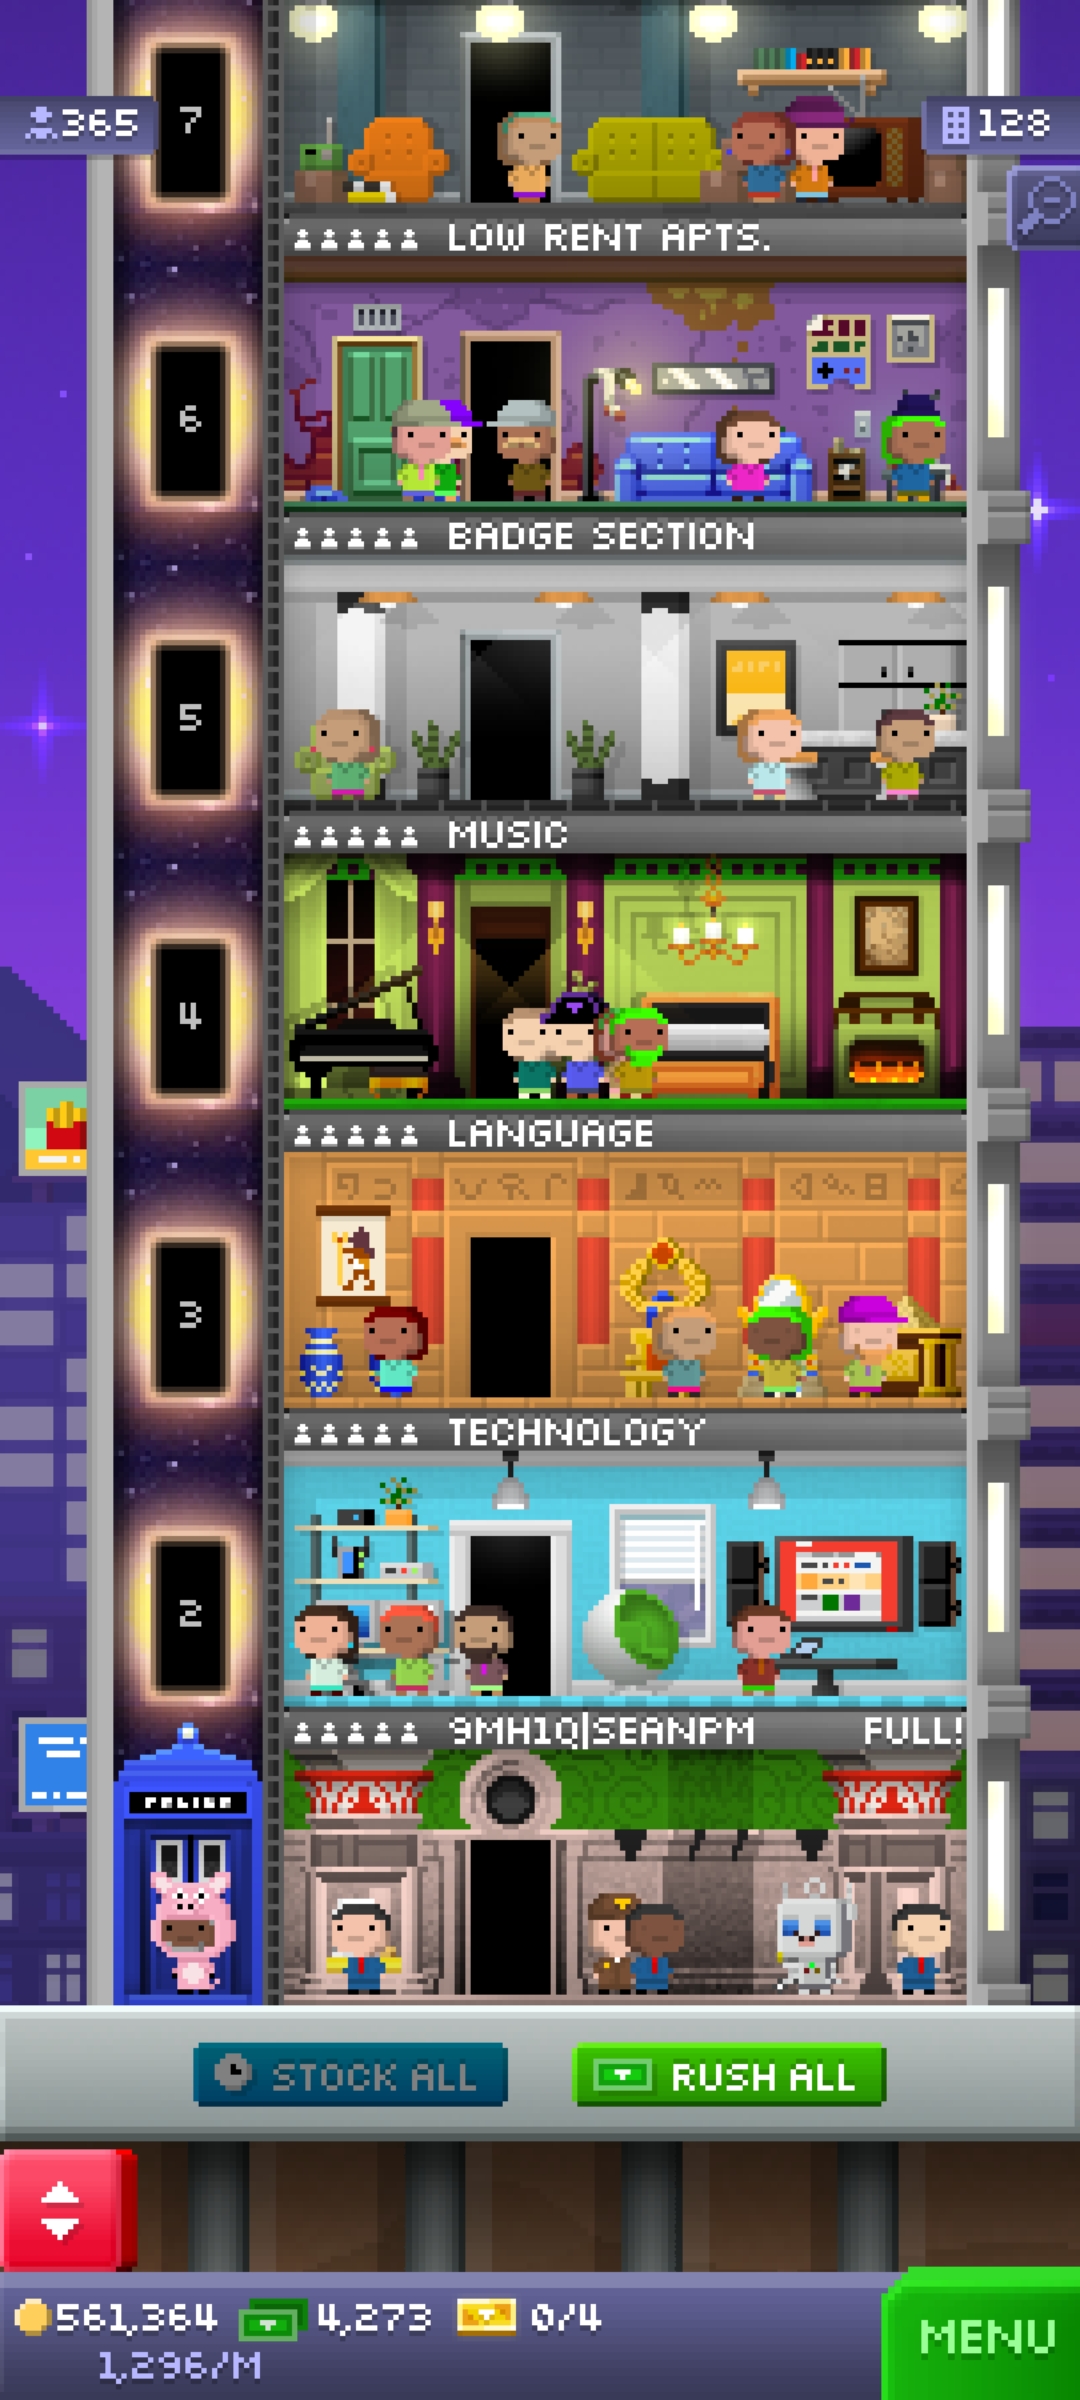 7
365
128
LOW RENT APTS.
6
BADGE SECTION
5
MUSIC
4
LANGUAGE
3
TECHNOLOGY
2
9MH1Q|SEANPM FULL!
POLICE
STOCK ALL
RUSH ALL
561,364
4,273
0/4
1,296/M
MENU